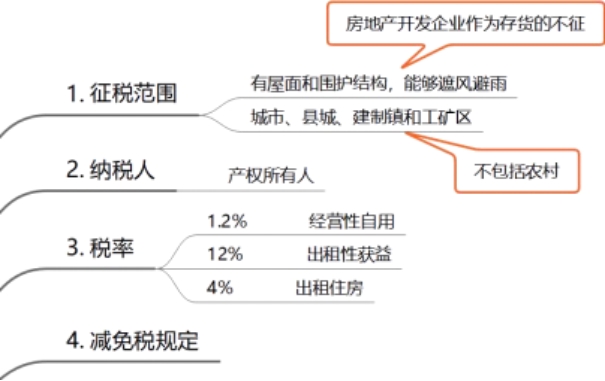 房地产开发企业作为存货的不征
1. 征税范围
有屋面和围护结构，能够遮风避雨
城市、县城、建制镇和工矿区
不包括农村
2. 纳税人
产权所有人
3. 税率
1.2% 经营性自用
12% 出租性获益
4% 出租住房
4. 减免税规定